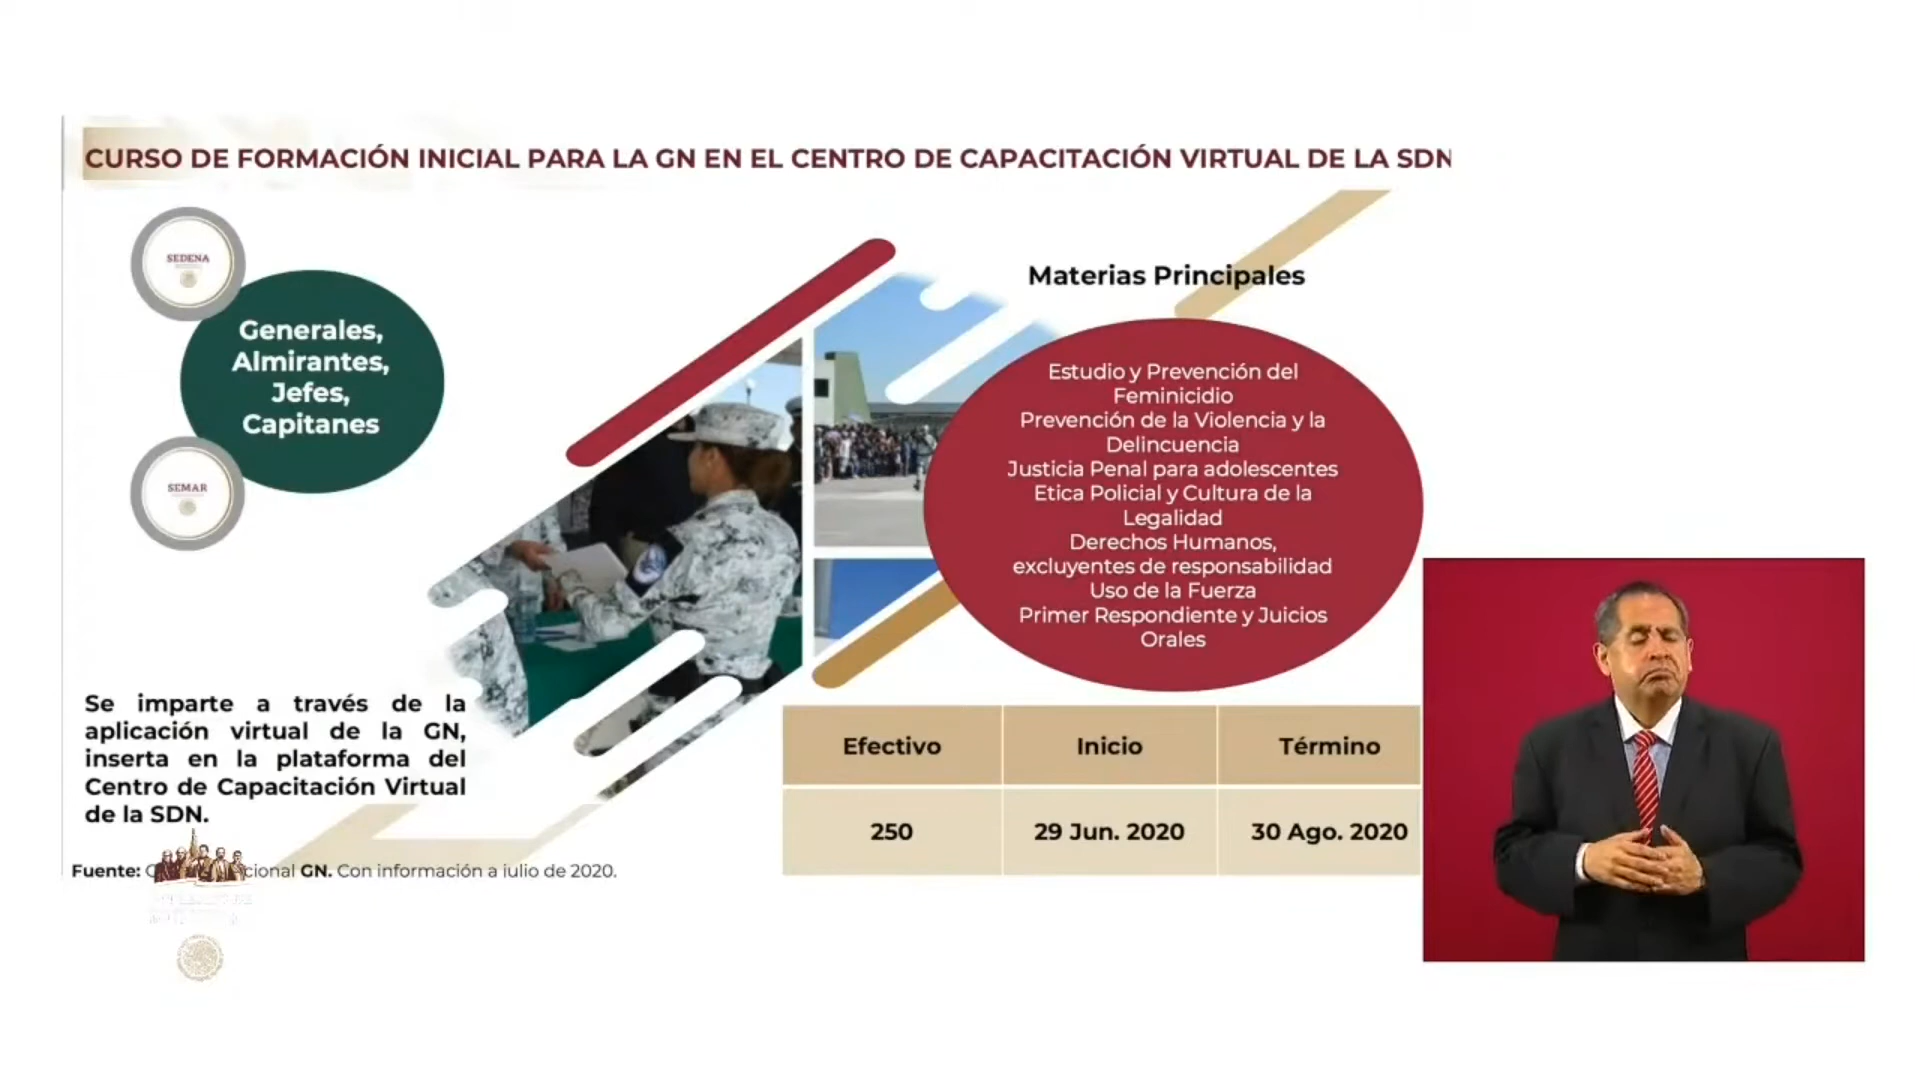 CURSO DE FORMACIÓN INICIAL PARA LA GN EN EL CENTRO DE CAPACITACIÓN VIRTUAL DE LA SDN
SEDENA
Generales,
Almirantes,
Jefes,
Capitanes
SEMAR
Materias Principales
Estudio y Prevención del
Feminicidio
Prevención de la Violencia y la
Delincuencia
Justicia Penal para adolescentes
Etica Policial y Cultura de la
Legalidad
Derechos Humanos,
excluyentes de responsabilidad
Uso de la Fuerza
Primer Respondiente y Juicios
Orales
Se imparte a través de la
aplicación virtual de la GN,
inserta en la plataforma del
Centro de Capacitación Virtual
de la SDN.
Efectivo Inicio Término
250 29 Jun. 2020 30 Ago. 2020
Fuente: GN. Con información a julio de 2020.